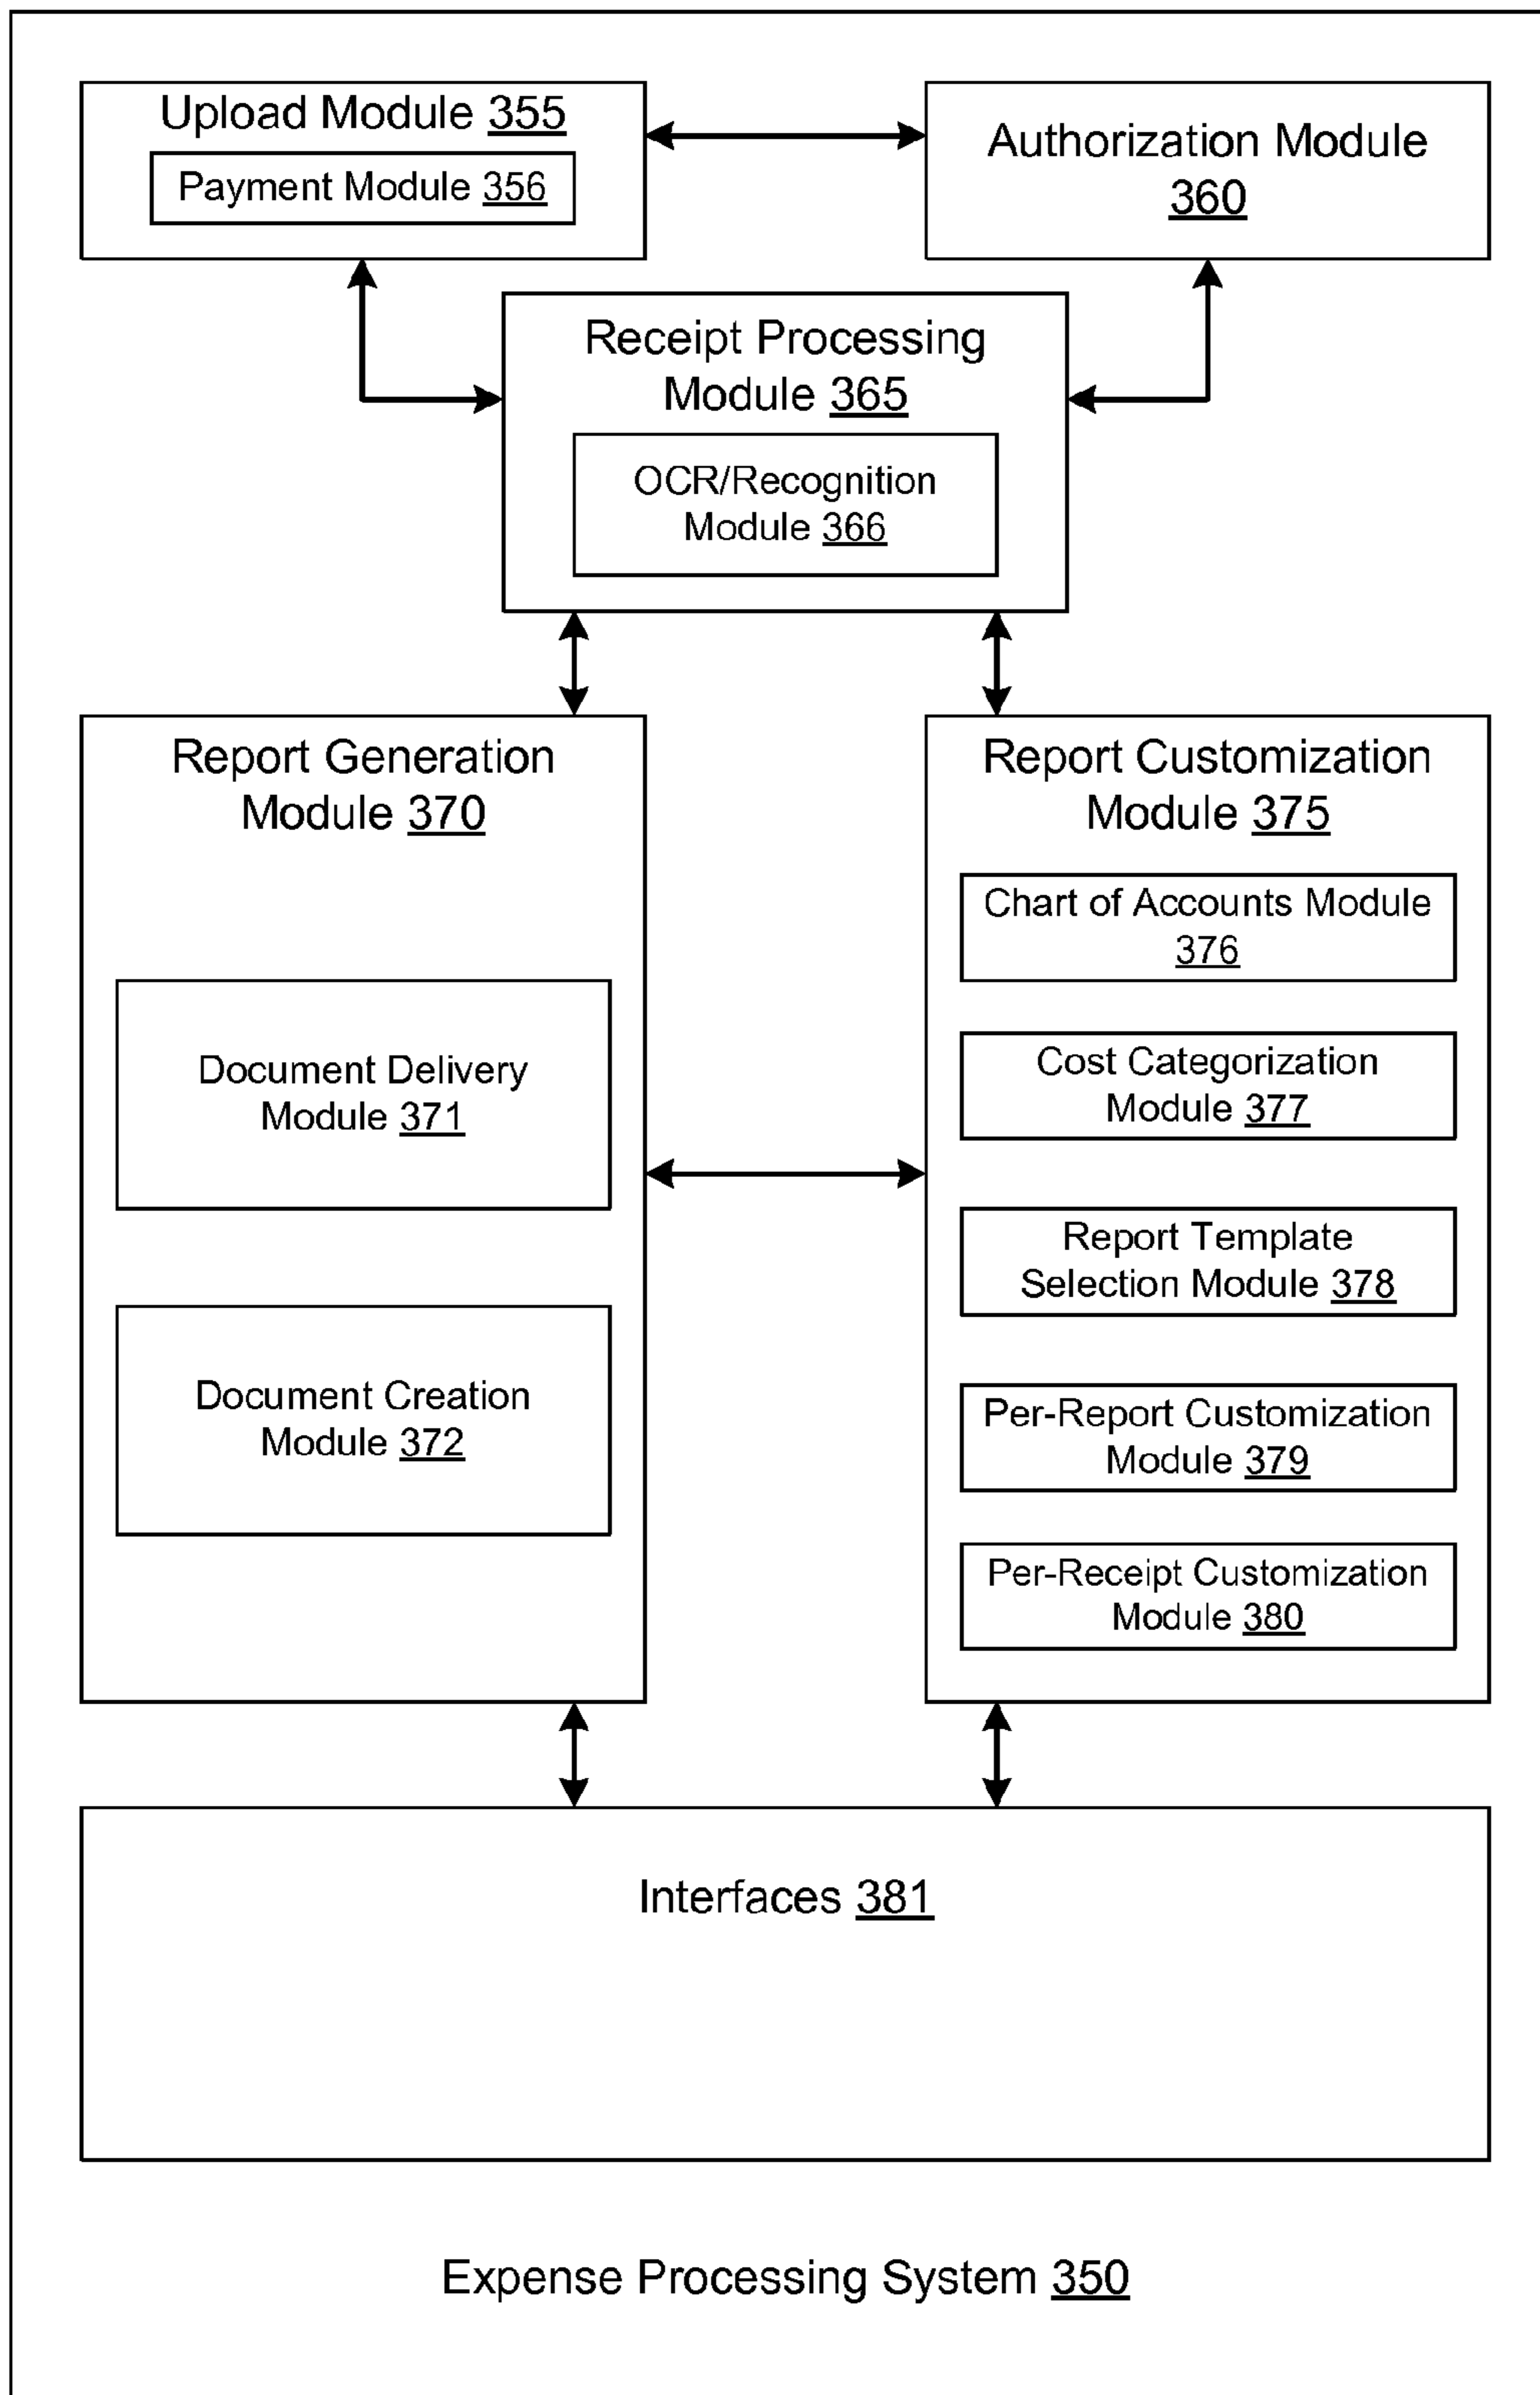 Upload Module 355
Payment Module 356
Authorization Module
360
Receipt Processing
Module 365
OCR/Recognition
Module 366
Report Generation
Module 370
Document Delivery
Module 371
Document Creation
Module 372
Report Customization
Module 375
Chart of Accounts Module
376
Cost Categorization
Module 377
Report Template
Selection Module 378
Per-Report Customization
Module 379
Per-Receipt Customization
Module 380
Interfaces 381
Expense Processing System 350